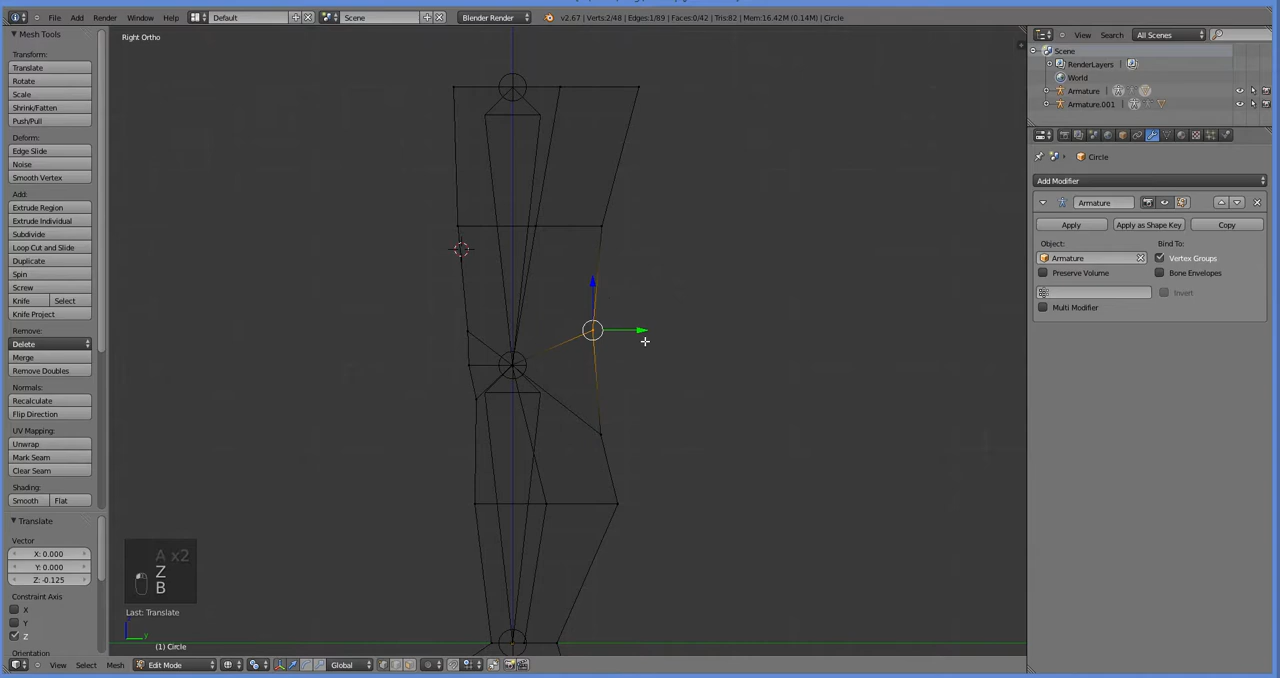 File Add Render Window Help Default Scene Blender Render v2.67 | Verts:2/48 | Edges:1/89 | Faces:0/42 | Tris:82 | Mem:16.42M (0.14M) | Circle
Mesh Tools
Transform:
Translate
Rotate
Scale
Shrink/Fatten
Push/Pull
Deform:
Edge Slide
Noise
Smooth Vertex
Add:
Extrude Region
Extrude Individual
Subdivide
Loop Cut and Slide
Duplicate
Spin
Screw
Knife Select
Knife Project
Remove:
Delete
Merge
Remove Doubles
Normals:
Recalculate
Flip Direction
UV Mapping:
Unwrap
Mark Seam
Clear Seam
Shading:
Smooth Flat
Translate
Vector
X: 0.000
Y: 0.000
Z: -0.125
Constraint Axis
X
Y
Z
Orientation
Right Ortho
A x2
Z
B
Last: Translate
z
y
(1) Circle
View Select Mesh Edit Mode Global
View Search All Scenes
Scene
RenderLayers
World
Armature
Armature.001
Circle
Add Modifier
Armature
Apply Apply as Shape Key Copy
Object: Bind To:
Armature Vertex Groups
Preserve Volume Bone Envelopes
Invert
Multi Modifier